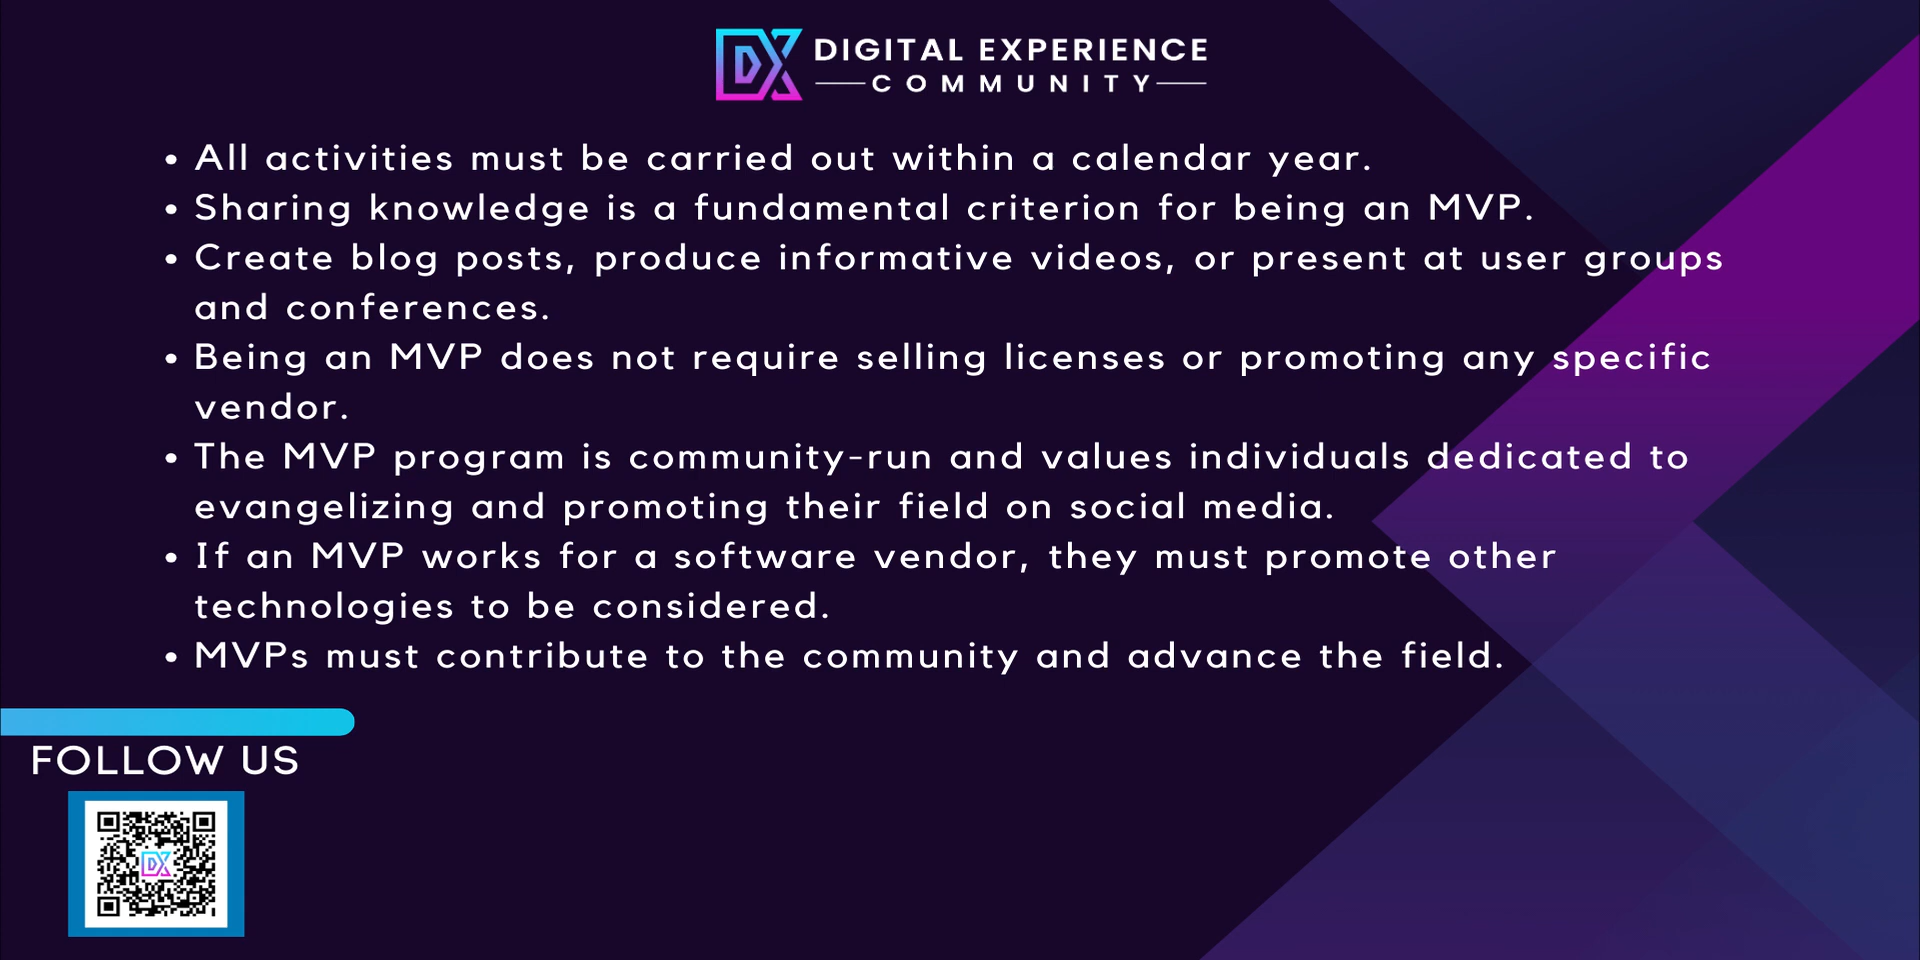 DX DIGITAL EXPERIENCE
COMMUNITY
• All activities must be carried out within a calendar year.
• Sharing knowledge is a fundamental criterion for being an MVP.
• Create blog posts, produce informative videos, or present at user groups
and conferences.
• Being an MVP does not require selling licenses or promoting any specific
vendor.
• The MVP program is community-run and values individuals dedicated to
evangelizing and promoting their field on social media.
• If an MVP works for a software vendor, they must promote other
technologies to be considered.
• MVPs must contribute to the community and advance the field.
FOLLOW US
DX